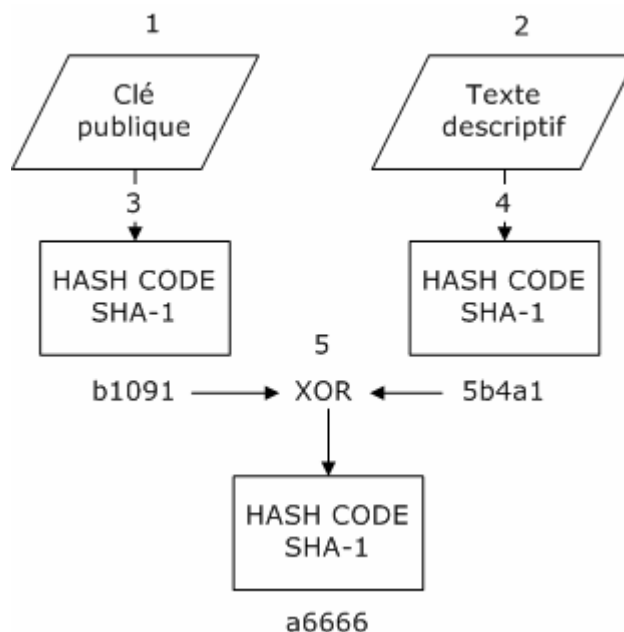 1
2
Clé
publique
Texte
descriptif
3
4
HASH CODE
SHA-1
HASH CODE
SHA-1
5
b1091
XOR
5b4a1
HASH CODE
SHA-1
a6666